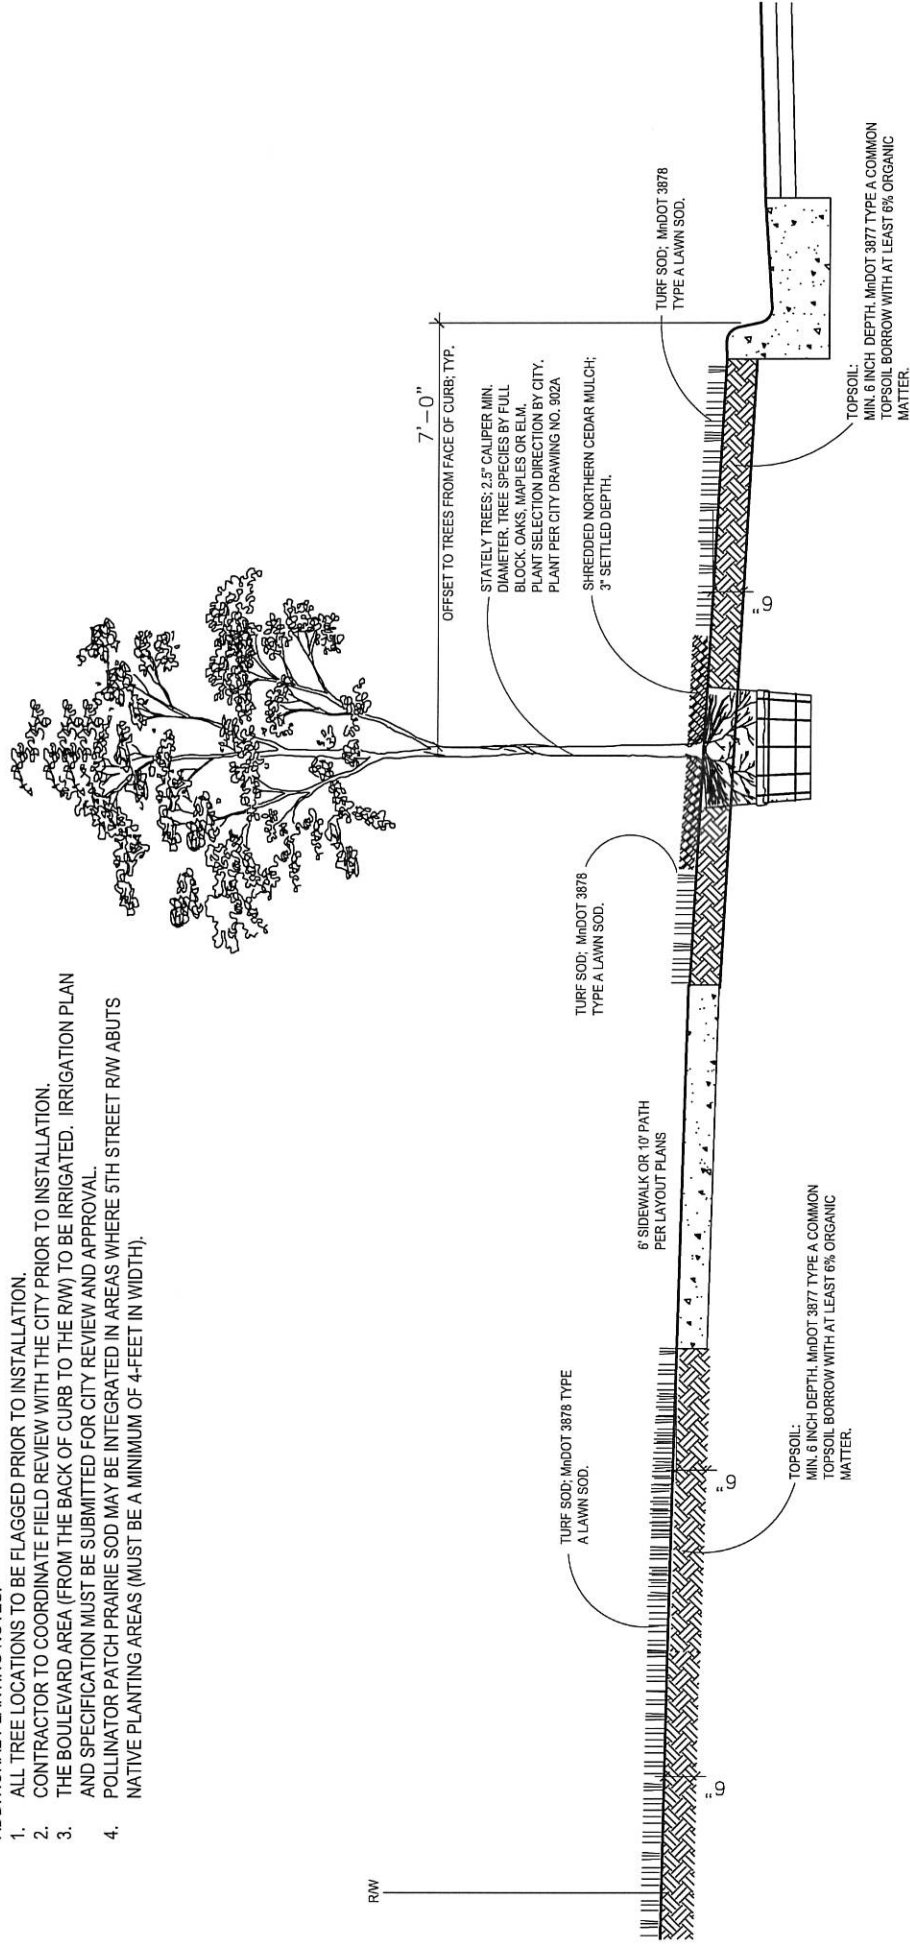 1. ALL TREE LOCATIONS TO BE FLAGGED PRIOR TO INSTALLATION.
2. CONTRACTOR TO COORDINATE FIELD REVIEW WITH THE CITY PRIOR TO INSTALLATION.
3. THE BOULEVARD AREA (FROM THE BACK OF CURB TO THE R/W) TO BE IRRIGATED. IRRIGATION PLAN
AND SPECIFICATION MUST BE SUBMITTED FOR CITY REVIEW AND APPROVAL.
4. POLLINATOR PATCH PRAIRIE SOD MAY BE INTEGRATED IN AREAS WHERE 5TH STREET R/W ABUTS
NATIVE PLANTING AREAS (MUST BE A MINIMUM OF 4-FEET IN WIDTH).
R/W
7'-0"
OFFSET TO TREES FROM FACE OF CURB; TYP.
STATELY TREES; 2.5" CALIPER MIN.
DIAMETER. TREE SPECIES BY FULL
BLOCK. OAKS, MAPLES OR ELM.
PLANT SELECTION DIRECTION BY CITY.
PLANT PER CITY DRAWING NO. 902A
SHREDDED NORTHERN CEDAR MULCH;
3" SETTLED DEPTH.
TURF SOD; MnDOT 3878
TYPE A LAWN SOD.
TURF SOD; MnDOT 3878
TYPE A LAWN SOD.
6' SIDEWALK OR 10' PATH
PER LAYOUT PLANS
TURF SOD; MnDOT 3878 TYPE
A LAWN SOD.
6"
6"
6"
TOPSOIL:
MIN. 6 INCH DEPTH. MnDOT 3877 TYPE A COMMON
TOPSOIL BORROW WITH AT LEAST 6% ORGANIC
MATTER.
TOPSOIL:
MIN. 6 INCH DEPTH. MnDOT 3877 TYPE A COMMON
TOPSOIL BORROW WITH AT LEAST 6% ORGANIC
MATTER.